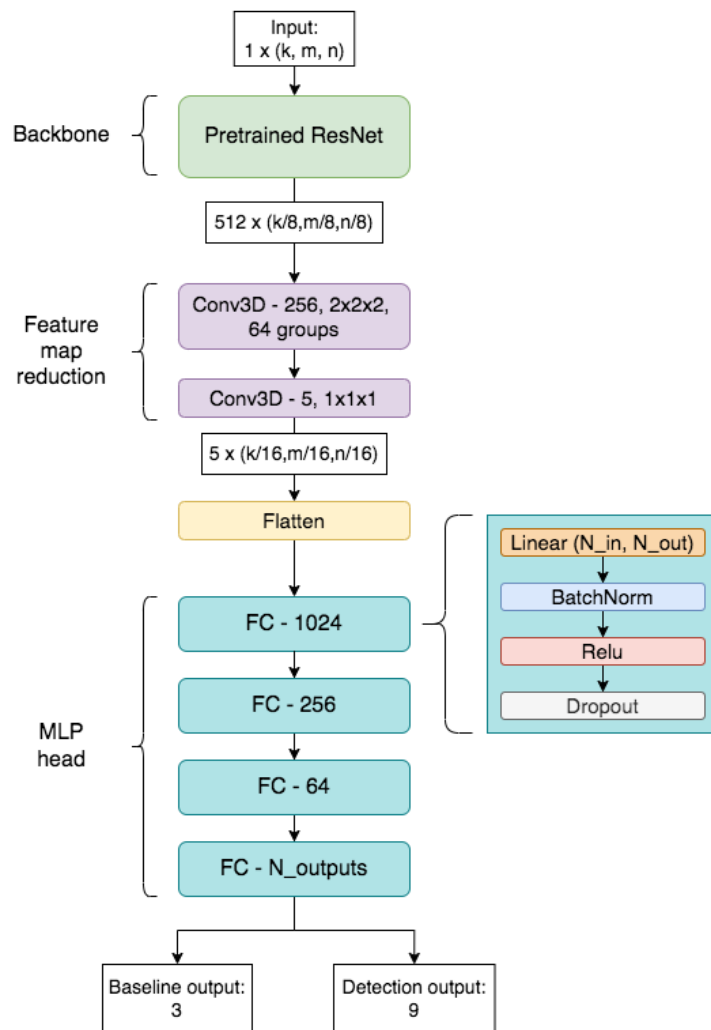 Input:
1 x (k, m, n)
Backbone
Pretrained ResNet
512 x (k/8,m/8,n/8)
Feature
map
reduction
Conv3D - 256, 2x2x2,
64 groups
Conv3D - 5, 1x1x1
5 x (k/16,m/16,n/16)
Flatten
MLP
head
FC - 1024
FC - 256
FC - 64
FC - N_outputs
Linear (N_in, N_out)
BatchNorm
Relu
Dropout
Baseline output:
3
Detection output:
9